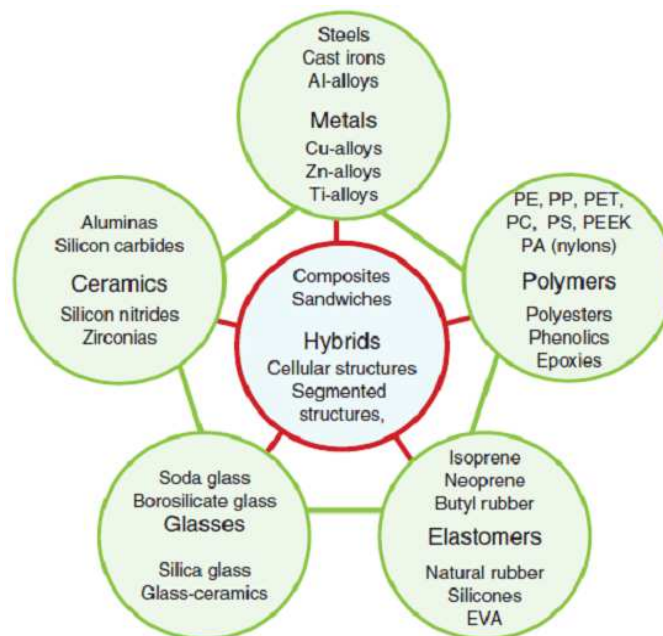 Steels
Cast irons
Al-alloys
Metals
Cu-alloys
Zn-alloys
Ti-alloys
Aluminas
Silicon carbides
Ceramics
Silicon nitrides
Zirconias
PE, PP, PET,
PC, PS, PEEK
PA (nylons)
Polymers
Polyesters
Phenolics
Epoxies
Composites
Sandwiches
Hybrids
Cellular structures
Segmented
structures,
Soda glass
Borosilicate glass
Glasses
Silica glass
Glass-ceramics
Isoprene
Neoprene
Butyl rubber
Elastomers
Natural rubber
Silicones
EVA